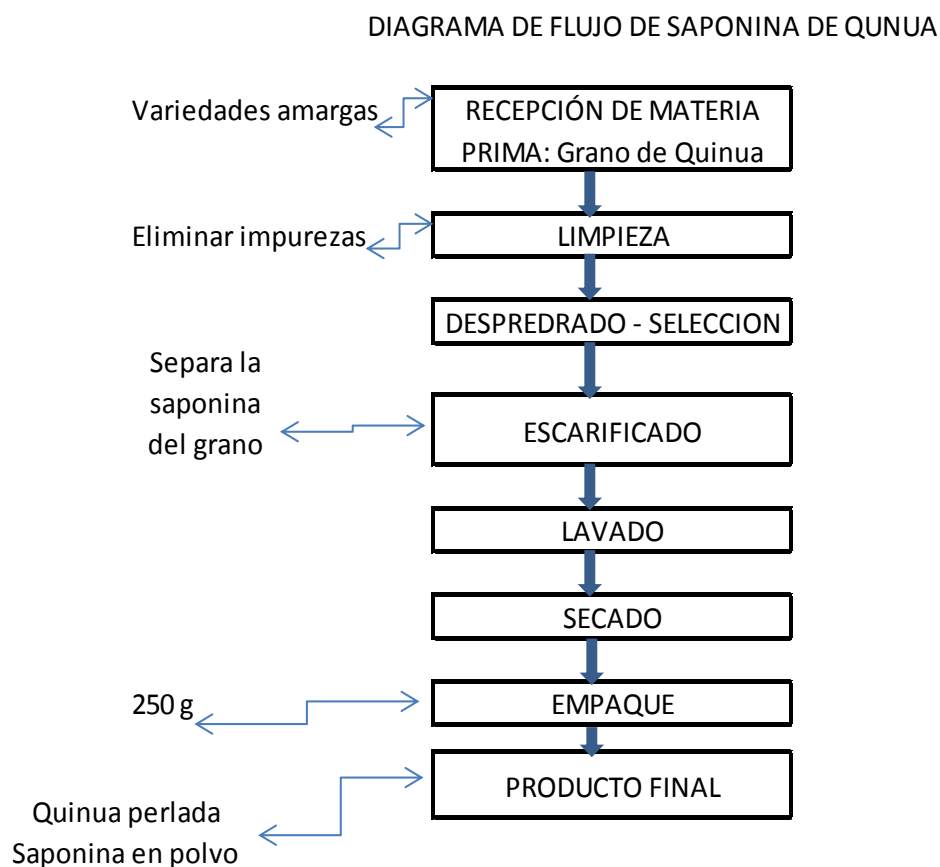 DIAGRAMA DE FLUJO DE SAPONINA DE QUNUA
Variedades amargas
RECEPCIÓN DE MATERIA
PRIMA: Grano de Quinua
Eliminar impurezas
LIMPIEZA
DESPREDRADO - SELECCION
Separa la
saponina
del grano
ESCARIFICADO
LAVADO
SECADO
250 g
EMPAQUE
PRODUCTO FINAL
Quinua perlada
Saponina en polvo